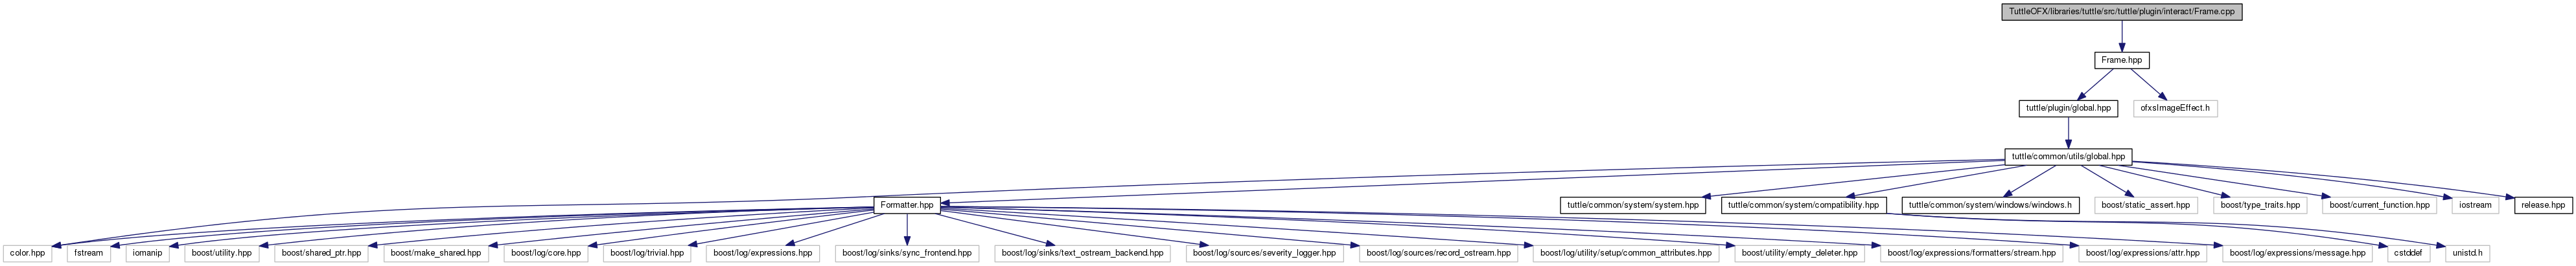 TuttleOFX/libraries/tuttle/src/tuttle/plugin/interact/Frame.cpp
Frame.hpp
tuttle/plugin/global.hpp
ofxsImageEffect.h
tuttle/common/utils/global.hpp
Formatter.hpp
tuttle/common/system/system.hpp
tuttle/common/system/compatibility.hpp
tuttle/common/system/windows/windows.h
boost/static_assert.hpp
boost/type_traits.hpp
boost/current_function.hpp
iostream
release.hpp
color.hpp
fstream
iomanip
boost/utility.hpp
boost/shared_ptr.hpp
boost/make_shared.hpp
boost/log/core.hpp
boost/log/trivial.hpp
boost/log/expressions.hpp
boost/log/sinks/sync_frontend.hpp
boost/log/sinks/text_ostream_backend.hpp
boost/log/sources/severity_logger.hpp
boost/log/sources/record_ostream.hpp
boost/log/utility/setup/common_attributes.hpp
boost/utility/empty_deleter.hpp
boost/log/expressions/formatters/stream.hpp
boost/log/expressions/attr.hpp
boost/log/expressions/message.hpp
cstddef
unistd.h